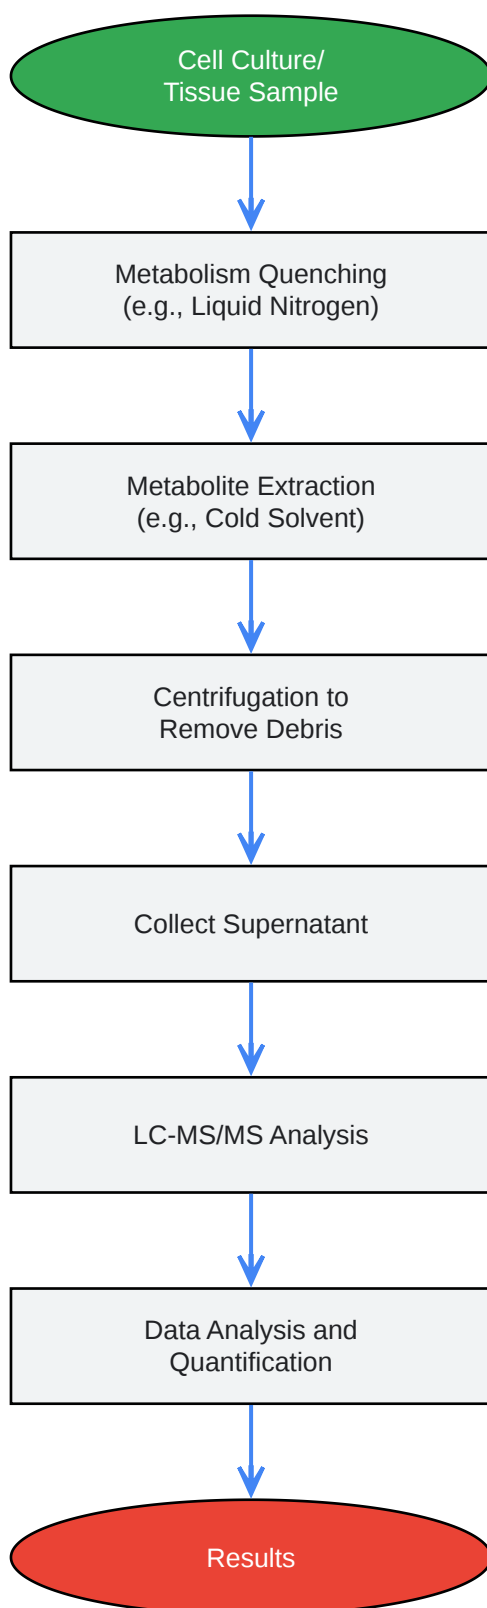 Cell Culture/
Tissue Sample
Metabolism Quenching
(e.g., Liquid Nitrogen)
Metabolite Extraction
(e.g., Cold Solvent)
Centrifugation to
Remove Debris
Collect Supernatant
LC-MS/MS Analysis
Data Analysis and
Quantification
Results